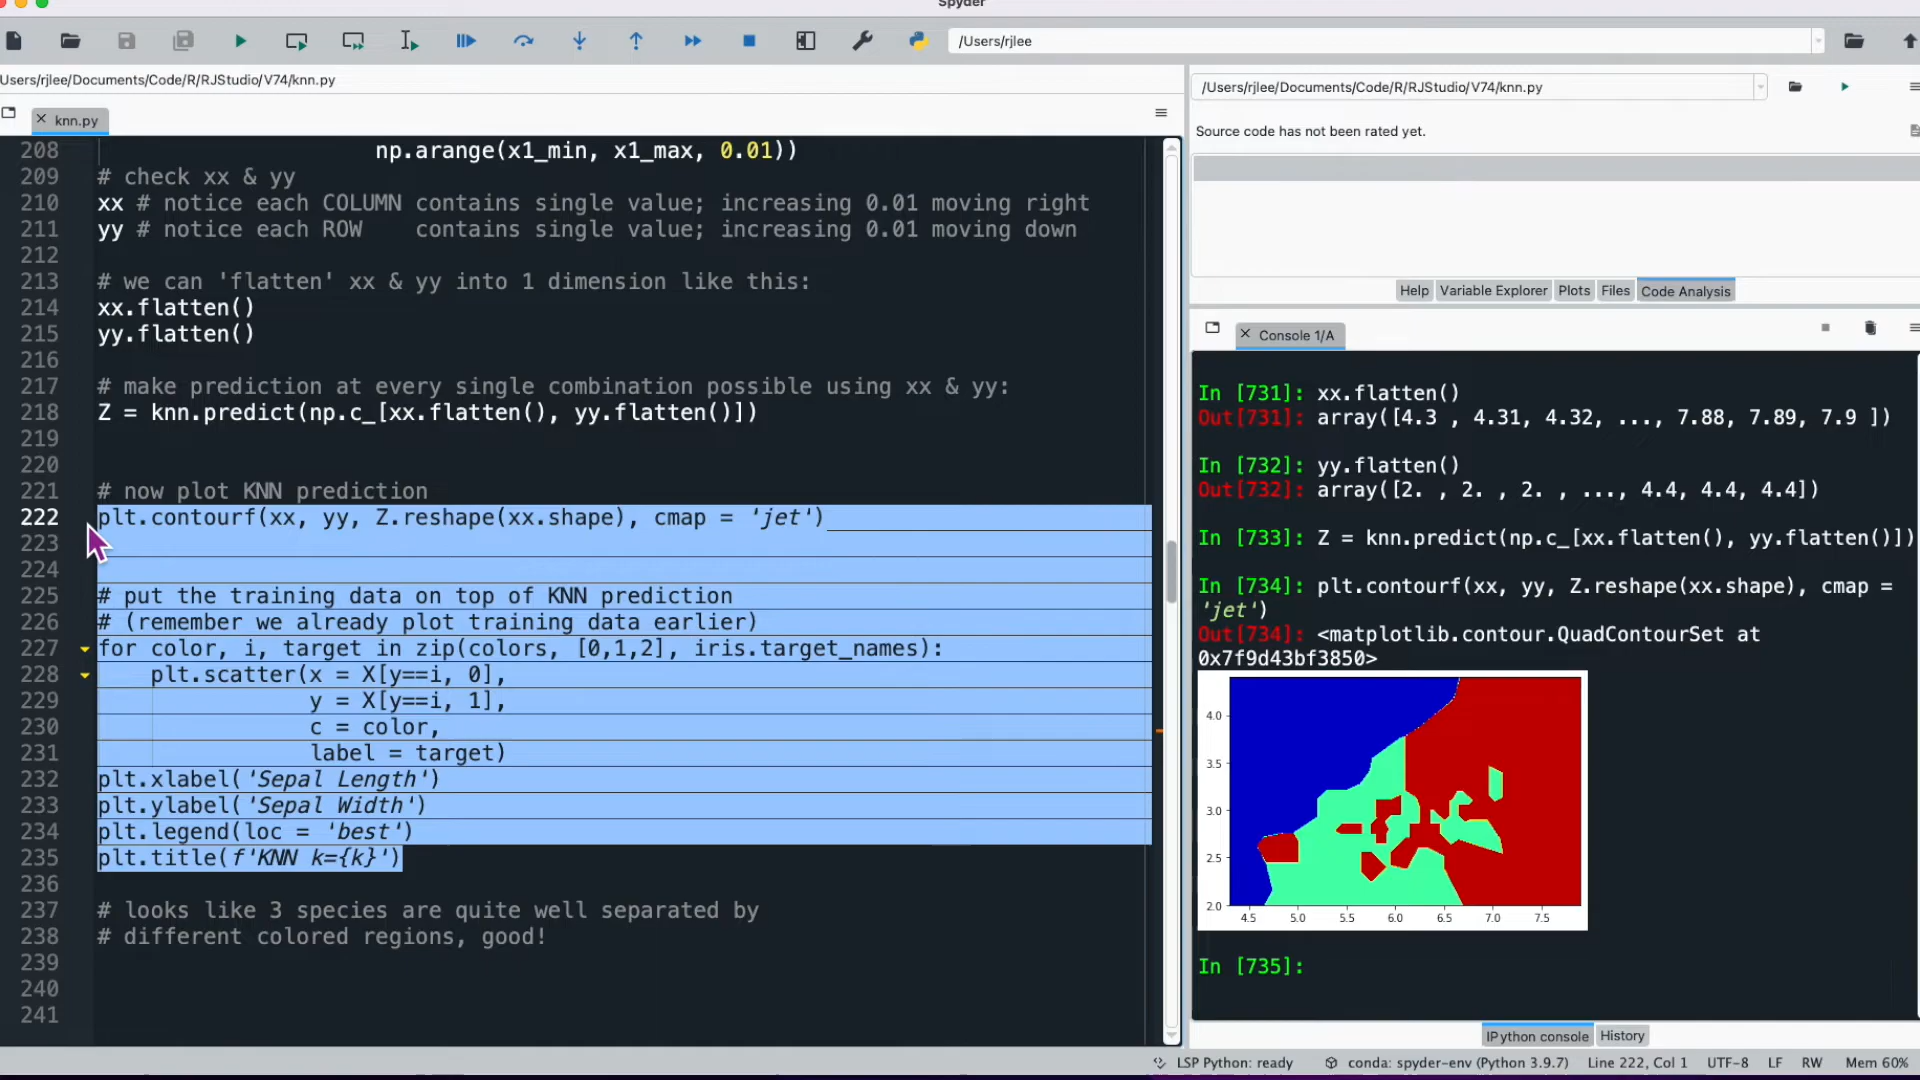 Spyder
/Users/rjlee
Users/rjlee/Documents/Code/R/RJStudio/V74/knn.py
knn.py
208 np.arange(x1_min, x1_max, 0.01))
209 # check xx & yy
210 xx # notice each COLUMN contains single value; increasing 0.01 moving right
211 yy # notice each ROW    contains single value; increasing 0.01 moving down
212
213 # we can 'flatten' xx & yy into 1 dimension like this:
214 xx.flatten()
215 yy.flatten()
216
217 # make prediction at every single combination possible using xx & yy:
218 Z = knn.predict(np.c_[xx.flatten(), yy.flatten()])
219
220
221 # now plot KNN prediction
222 plt.contourf(xx, yy, Z.reshape(xx.shape), cmap = 'jet')
223
224
225 # put the training data on top of KNN prediction
226 # (remember we already plot training data earlier)
227 for color, i, target in zip(colors, [0,1,2], iris.target_names):
228     plt.scatter(x = X[y==i, 0],
229                 y = X[y==i, 1],
230                 c = color,
231                 label = target)
232 plt.xlabel('Sepal Length')
233 plt.ylabel('Sepal Width')
234 plt.legend(loc = 'best')
235 plt.title(f'KNN k={k}')
236
237 # looks like 3 species are quite well separated by
238 # different colored regions, good!
239
240
241
/Users/rjlee/Documents/Code/R/RJStudio/V74/knn.py
Source code has not been rated yet.
Help Variable Explorer Plots Files Code Analysis
Console 1/A
In [731]: xx.flatten()
Out[731]: array([4.3 , 4.31, 4.32, ..., 7.88, 7.89, 7.9 ])
In [732]: yy.flatten()
Out[732]: array([2. , 2. , 2. , ..., 4.4, 4.4, 4.4])
In [733]: Z = knn.predict(np.c_[xx.flatten(), yy.flatten()])
In [734]: plt.contourf(xx, yy, Z.reshape(xx.shape), cmap =
'jet')
Out[734]: <matplotlib.contour.QuadContourSet at
0x7f9d43bf3850>
4.0
3.5
3.0
2.5
2.0
4.5 5.0 5.5 6.0 6.5 7.0 7.5
In [735]:
IPython console History
LSP Python: ready conda: spyder-env (Python 3.9.7) Line 222, Col 1 UTF-8 LF RW Mem 60%